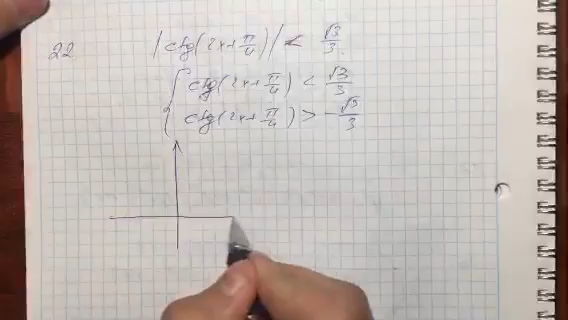 22 |ctg(2x+π/4)| < √3/3.
{ ctg(2x+π/4) < √3/3
ctg(2x+π/4) > -√3/3